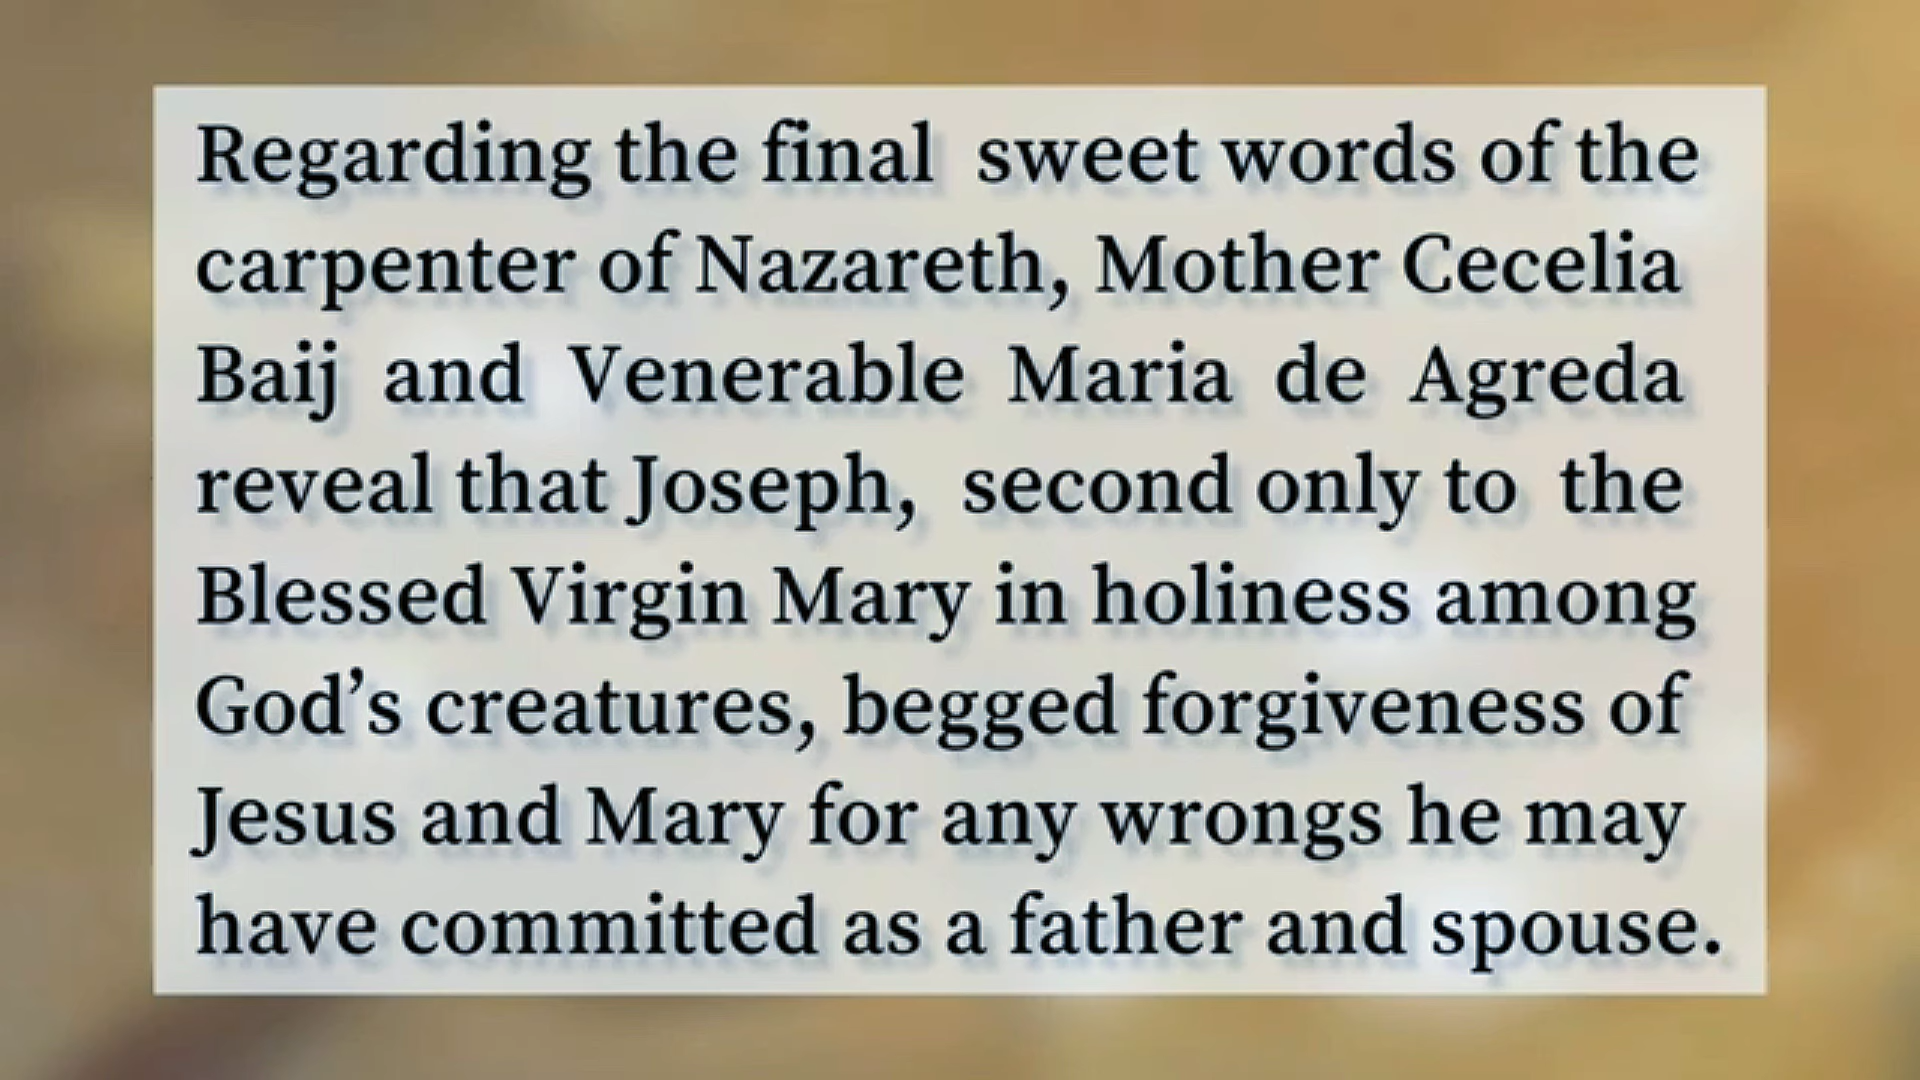 Regarding the final sweet words of the
carpenter of Nazareth, Mother Cecelia
Baij and Venerable Maria de Agreda
reveal that Joseph, second only to the
Blessed Virgin Mary in holiness among
God’s creatures, begged forgiveness of
Jesus and Mary for any wrongs he may
have committed as a father and spouse.